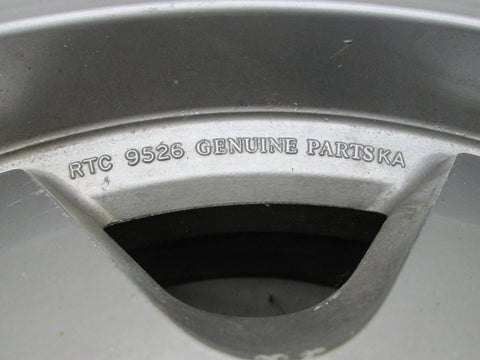 RTC 9526 GENUINE PARTS KA